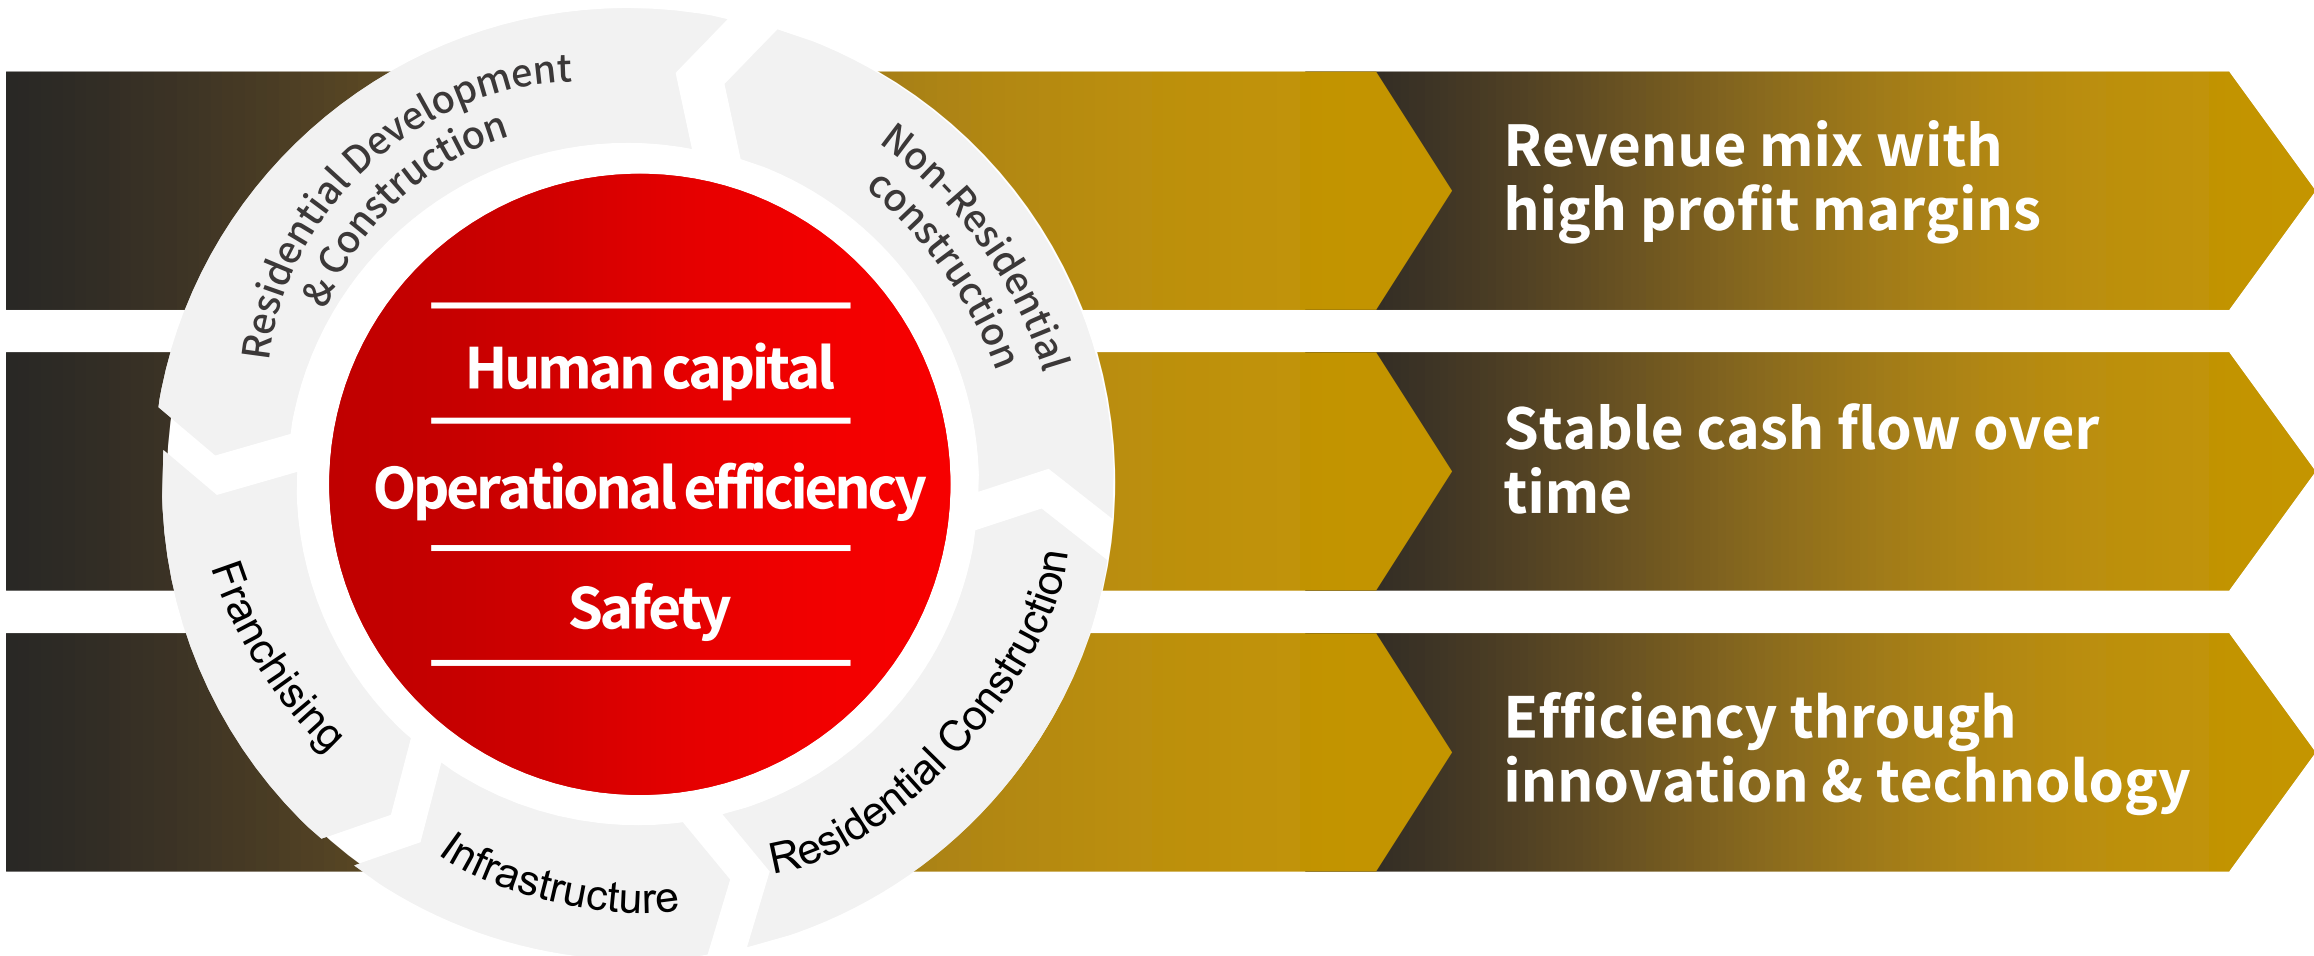 Residential Development
& Construction
Non-Residential
construction
Residential Construction
Infrastructure
Franchising
Human capital
Operational efficiency
Safety
Revenue mix with
high profit margins
Stable cash flow over
time
Efficiency through
innovation & technology